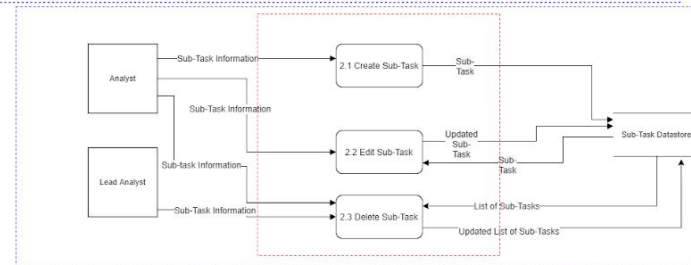 Sub-Task Information
Analyst
2.1 Create Sub-Task
Sub-
Task
Sub-Task Information
Updated
Sub-
Task
Sub-Task Datastore
2.2 Edit Sub-Task
Sub-
Task
Sub-task Information
Lead Analyst
Sub-Task Information
2.3 Delete Sub-Task
List of Sub-Tasks
Updated List of Sub-Tasks